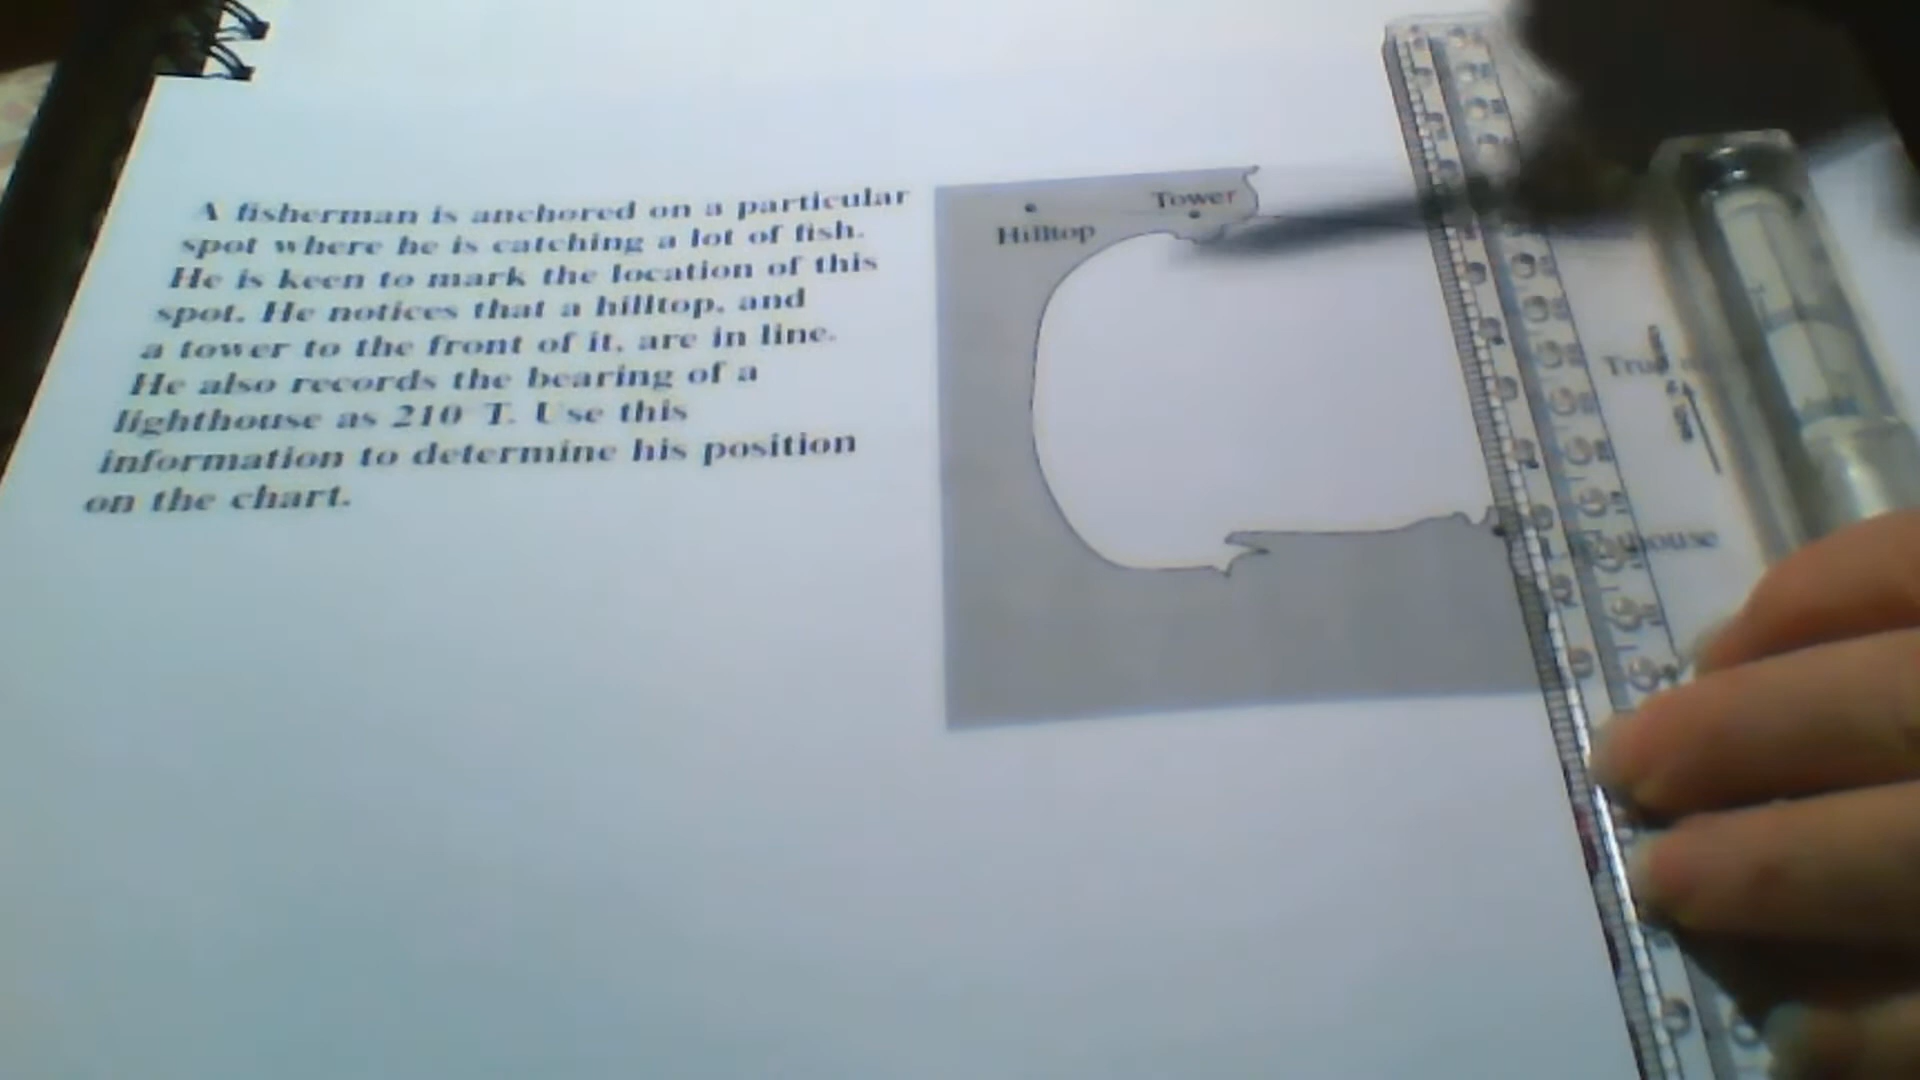 A fisherman is anchored on a particular
spot where he is catching a lot of fish.
He is keen to mark the location of this
spot. He notices that a hilltop, and
a tower to the front of it, are in line.
He also records the bearing of a
lighthouse as 210 T. Use this
information to determine his position
on the chart.
Tower
Hilltop